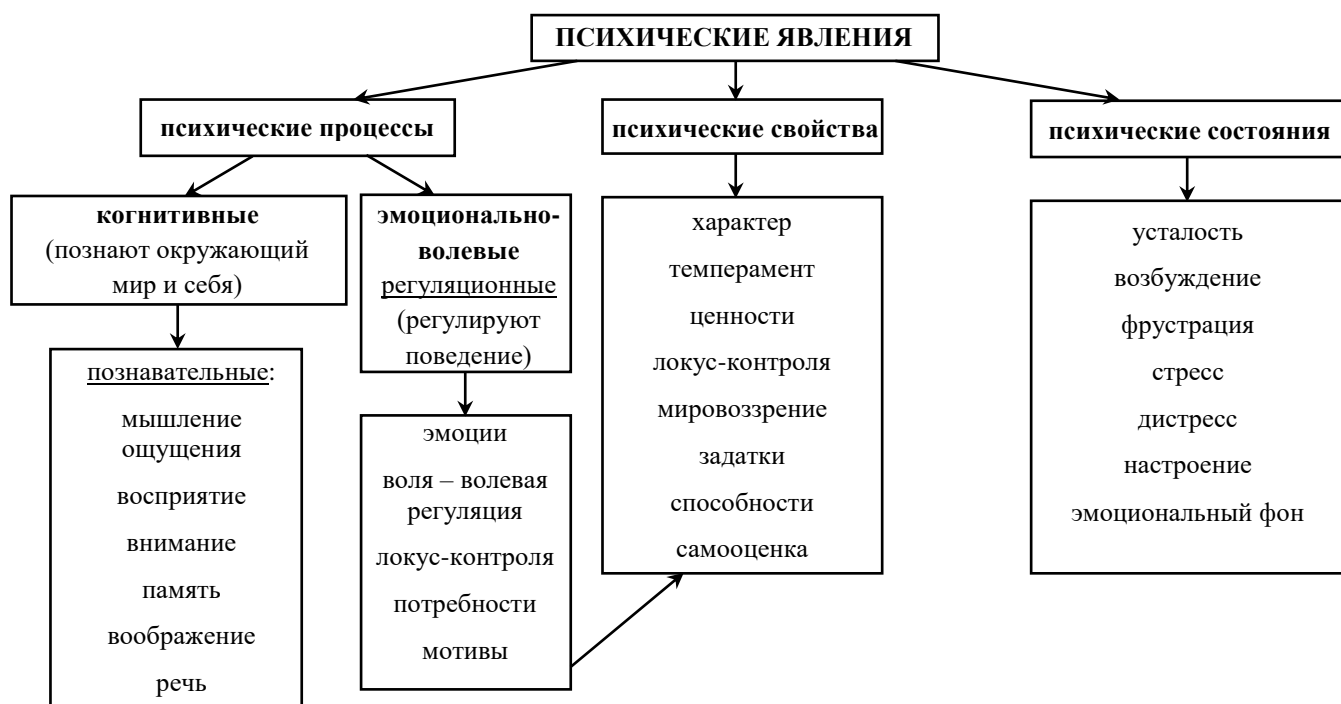 ПСИХИЧЕСКИЕ ЯВЛЕНИЯ
психические процессы
психические свойства
психические состояния
когнитивные
(познают окружающий
мир и себя)
познавательные:
мышление
ощущения
восприятие
внимание
память
воображение
речь
эмоционально-
волевые
регуляционные
(регулируют
поведение)
эмоции
воля – волевая
регуляция
локус-контроля
потребности
мотивы
характер
темперамент
ценности
локус-контроля
мировоззрение
задатки
способности
самооценка
усталость
возбуждение
фрустрация
стресс
дистресс
настроение
эмоциональный фон